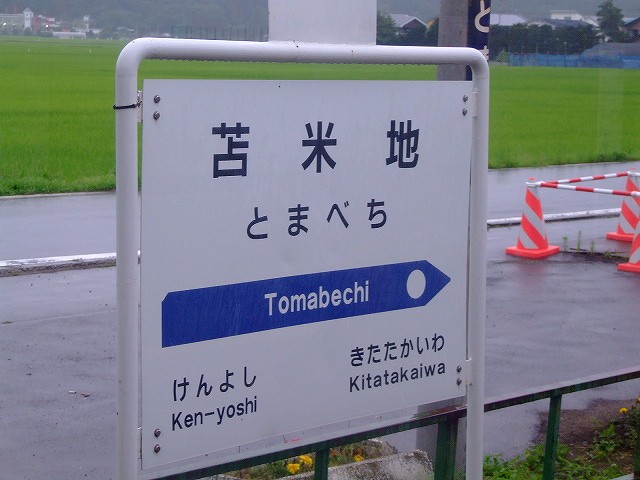 苫米地
とまべち
Tomabechi
けんよし
Ken-yoshi
きたたかいわ
Kitatakaiwa
と